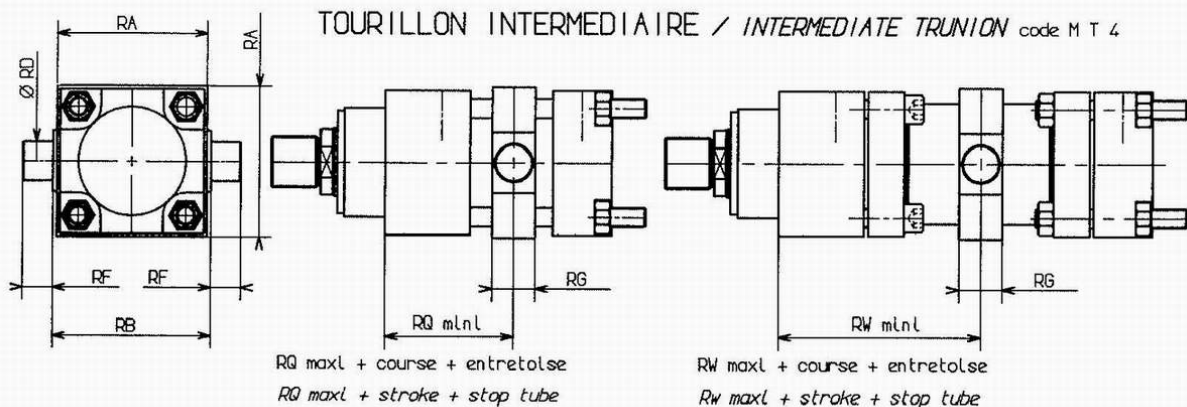 TOURILLON INTERMEDIAIRE / INTERMEDIATE TRUNION code M T 4
RA
RA
Ø RD
RF
RF
RB
RG
RQ mini
RQ maxi + course + entretoise
RQ maxi + stroke + stop tube
RG
RW mini
RW maxi + course + entretoise
Rw maxi + stroke + stop tube